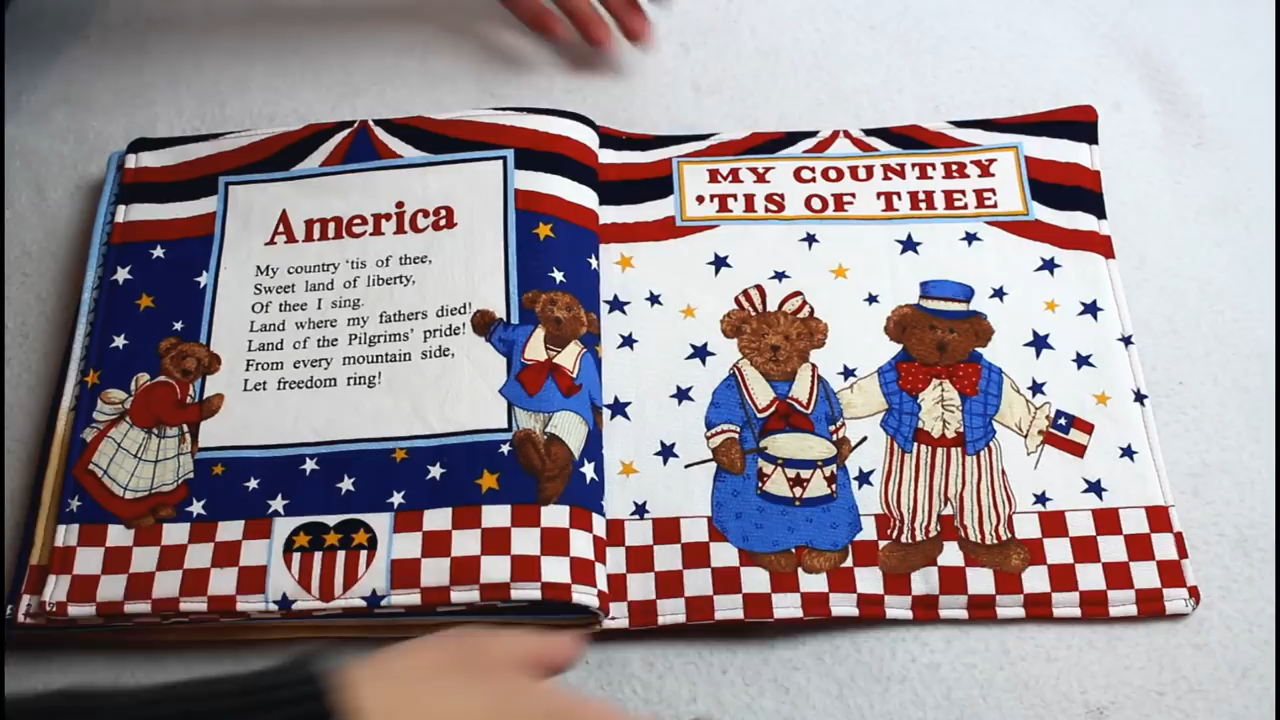 America
My country 'tis of thee,
Sweet land of liberty,
Of thee I sing.
Land where my fathers died!
Land of the Pilgrims' pride!
From every mountain side,
Let freedom ring!
MY COUNTRY
'TIS OF THEE